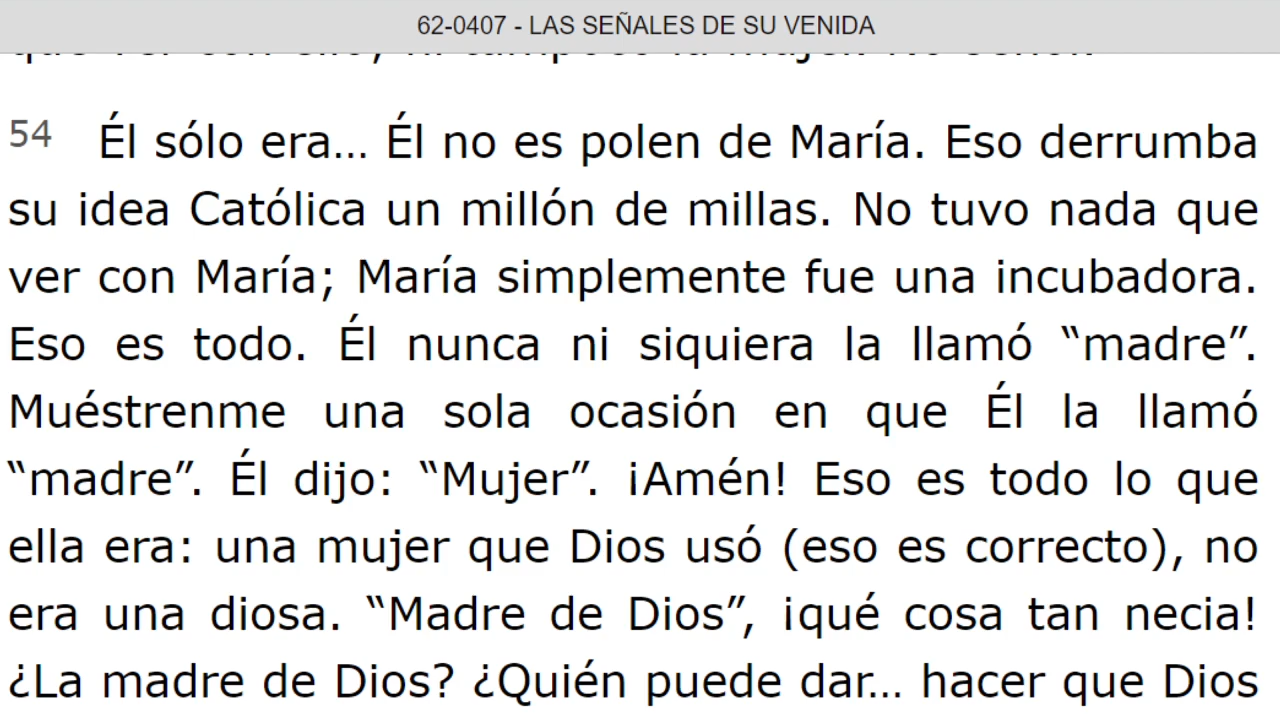 62-0407 - LAS SEÑALES DE SU VENIDA
54 Él sólo era... Él no es polen de María. Eso derrumba
su idea Católica un millón de millas. No tuvo nada que
ver con María; María simplemente fue una incubadora.
Eso es todo. Él nunca ni siquiera la llamó “madre”.
Muéstrenme una sola ocasión en que Él la llamó
“madre”. Él dijo: “Mujer”. ¡Amén! Eso es todo lo que
ella era: una mujer que Dios usó (eso es correcto), no
era una diosa. “Madre de Dios”, ¡qué cosa tan necia!
¿La madre de Dios? ¿Quién puede dar... hacer que Dios